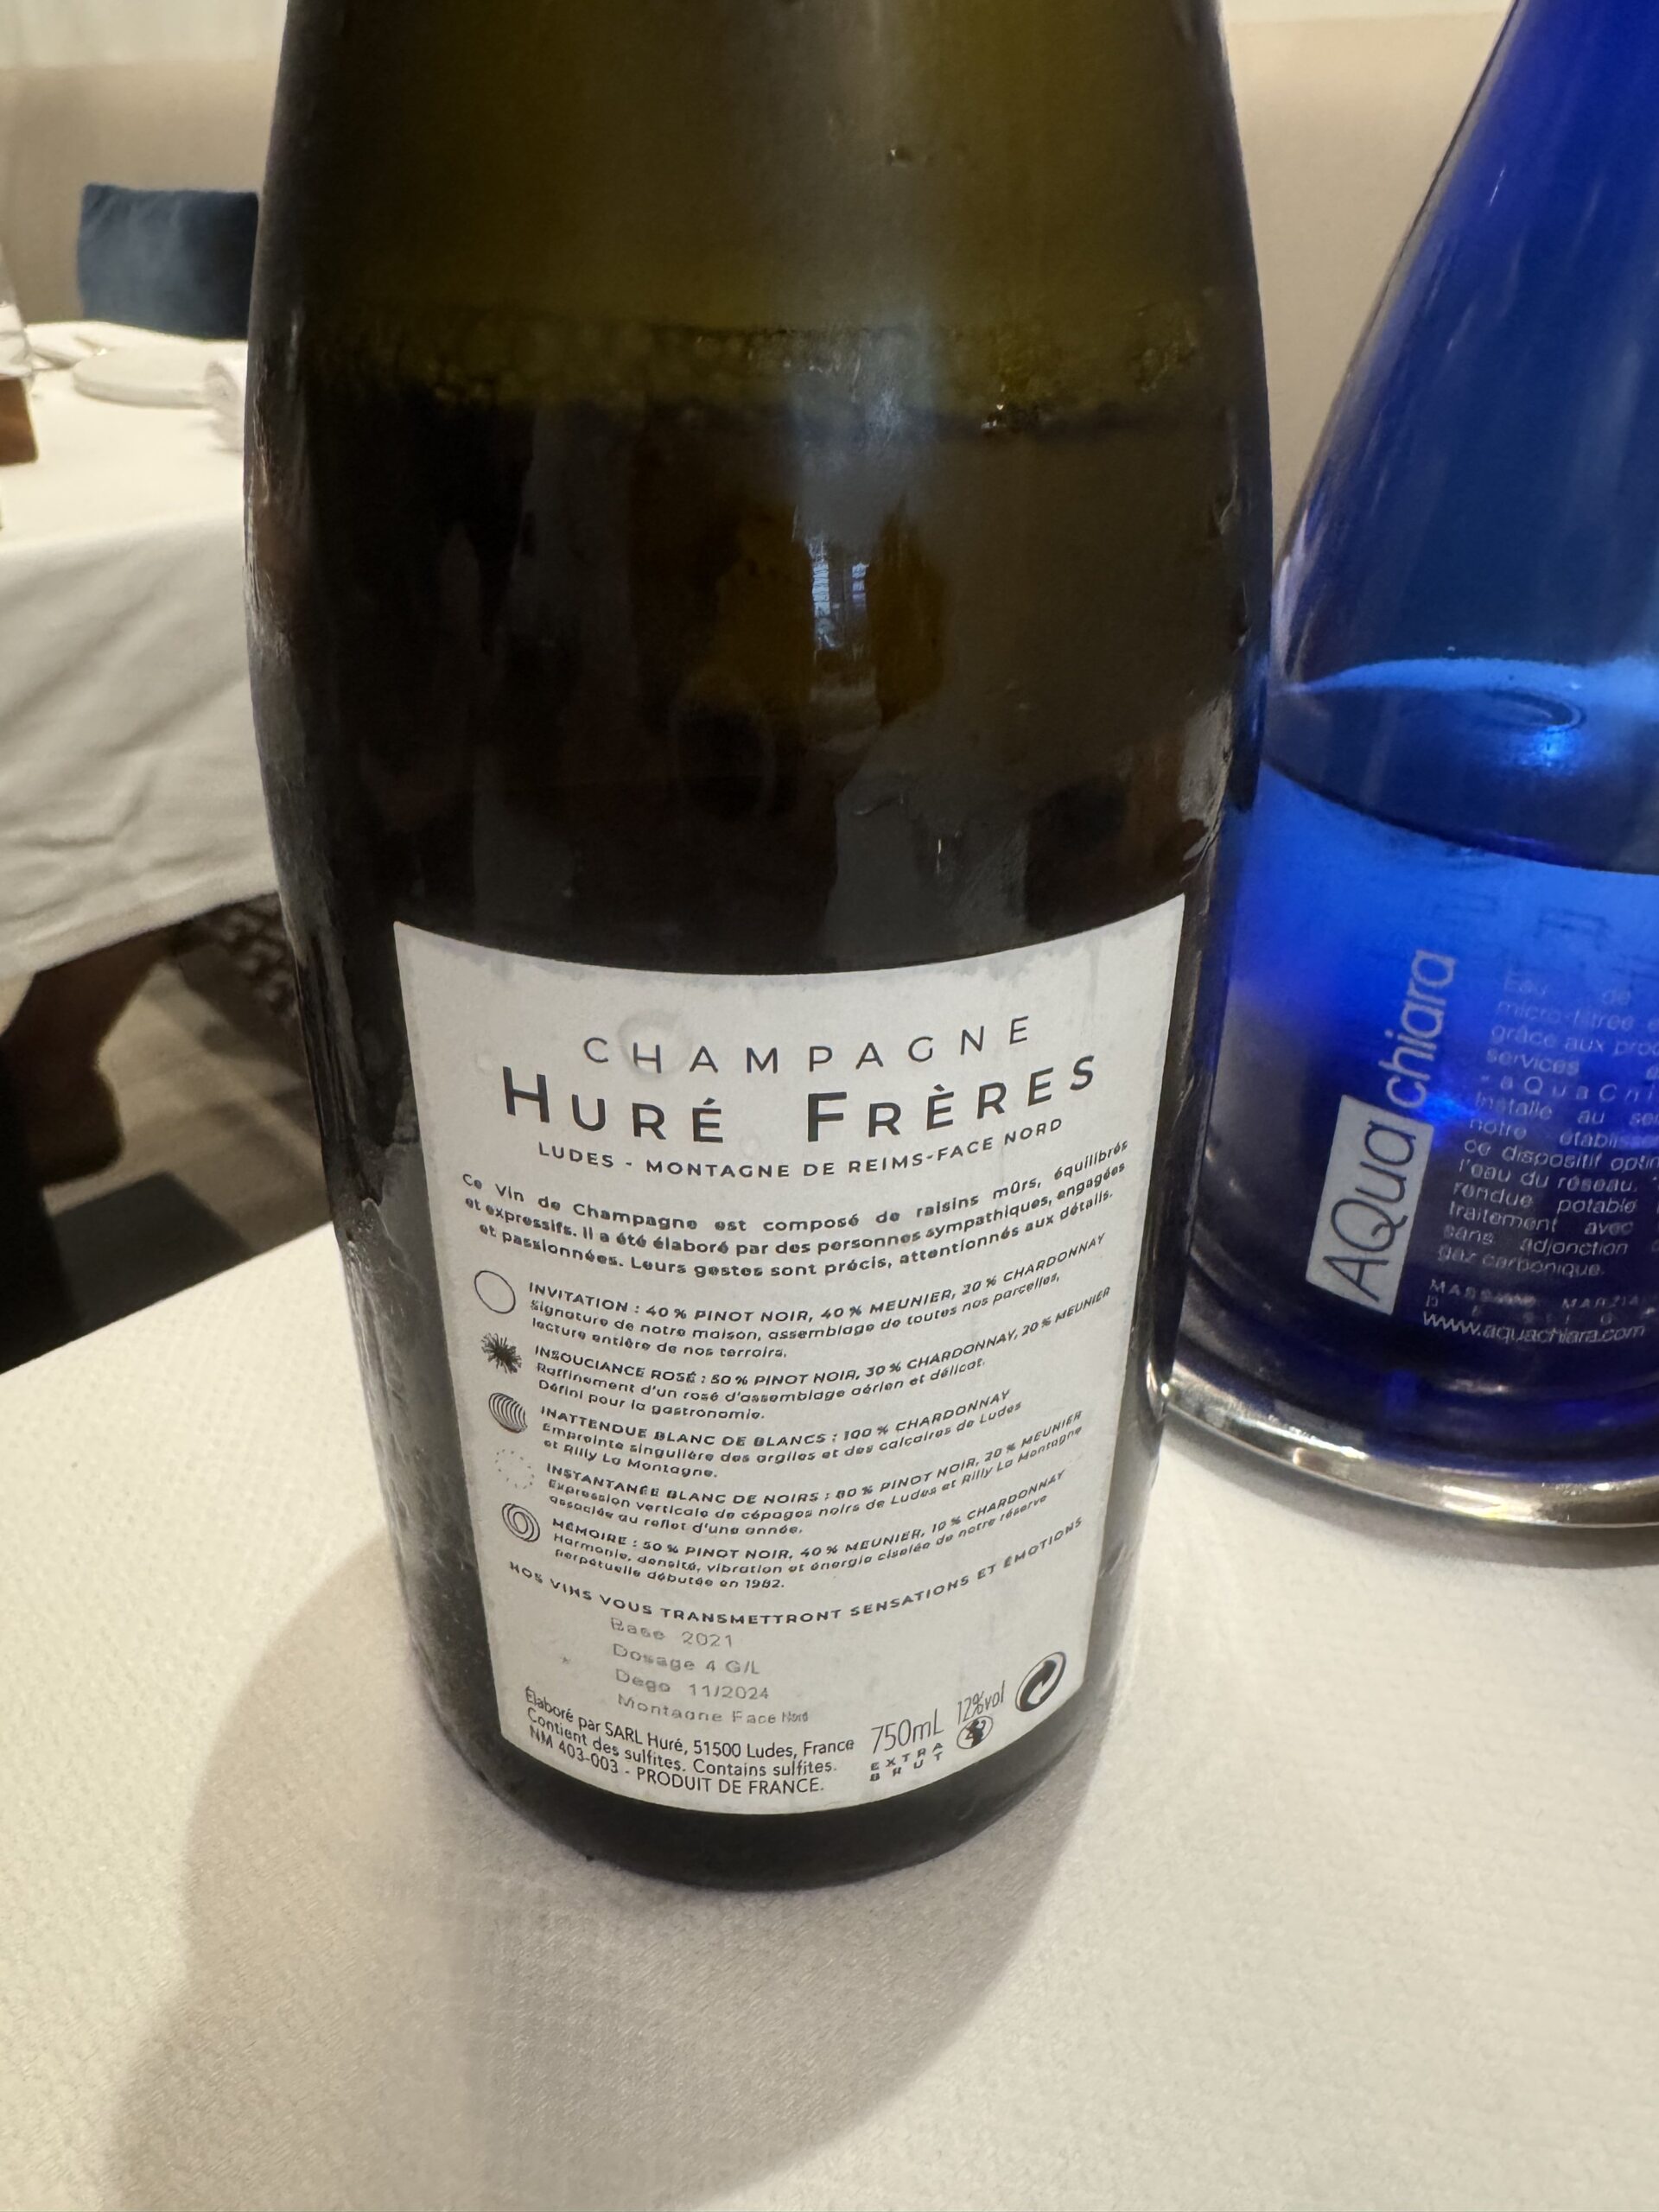 CHAMPAGNE
HURÉ FRÈRES
LUDES - MONTAGNE DE REIMS-FACE NORD
Ce Vin de Champagne est composé de raisins mûrs, équilibrés
et expressifs. Il a été élaboré par des personnes sympathiques, engagées
et passionnées. Leurs gestes sont précis, attentionnés aux détails.
INVITATION : 40 % PINOT NOIR, 40 % MEUNIER, 20 % CHARDONNAY
Signature de notre maison, assemblage de toutes nos parcelles,
lecture entière de nos terroirs.
INSOUCIANCE ROSÉ : 50 % PINOT NOIR, 30 % CHARDONNAY, 20 % MEUNIER
Raffinement d'un rosé d'assemblage aérien et délicat.
Défini pour la gastronomie.
INATTENDUE BLANC DE BLANCS : 100 % CHARDONNAY
Empreinte singulière des argiles et des calcaires de Ludes
et Rilly La Montagne.
INSTANTANÉE BLANC DE NOIRS : 80 % PINOT NOIR, 20 % MEUNIER
Expression verticale de cépages noirs de Ludes et Rilly La Montagne
associée au reflet d'une année.
MÉMOIRE : 50 % PINOT NOIR, 40 % MEUNIER, 10 % CHARDONNAY
Harmonie, densité, vibration et énergie ciselée de notre réserve
perpétuelle débutée en 1982.
NOS VINS VOUS TRANSMETTRONT SENSATIONS ET ÉMOTIONS
Base 2021
Dosage 4 G/L
Dego 11/2024
Montagne Face Nord
Élaboré par SARL Huré, 51500 Ludes, France
Contient des sulfites. Contains sulfites.
NM 403-003 - PRODUIT DE FRANCE.
750mL 12%vol
EXTRA
BRUT
AQuachiara
Eau de
micro-filtrée
grâce aux
services
Installé au
notre
ce dispositif
l'eau du réseau,
rendue potable
traitement avec
sans adjonction
gaz carbonique.
www.aquachiara.com